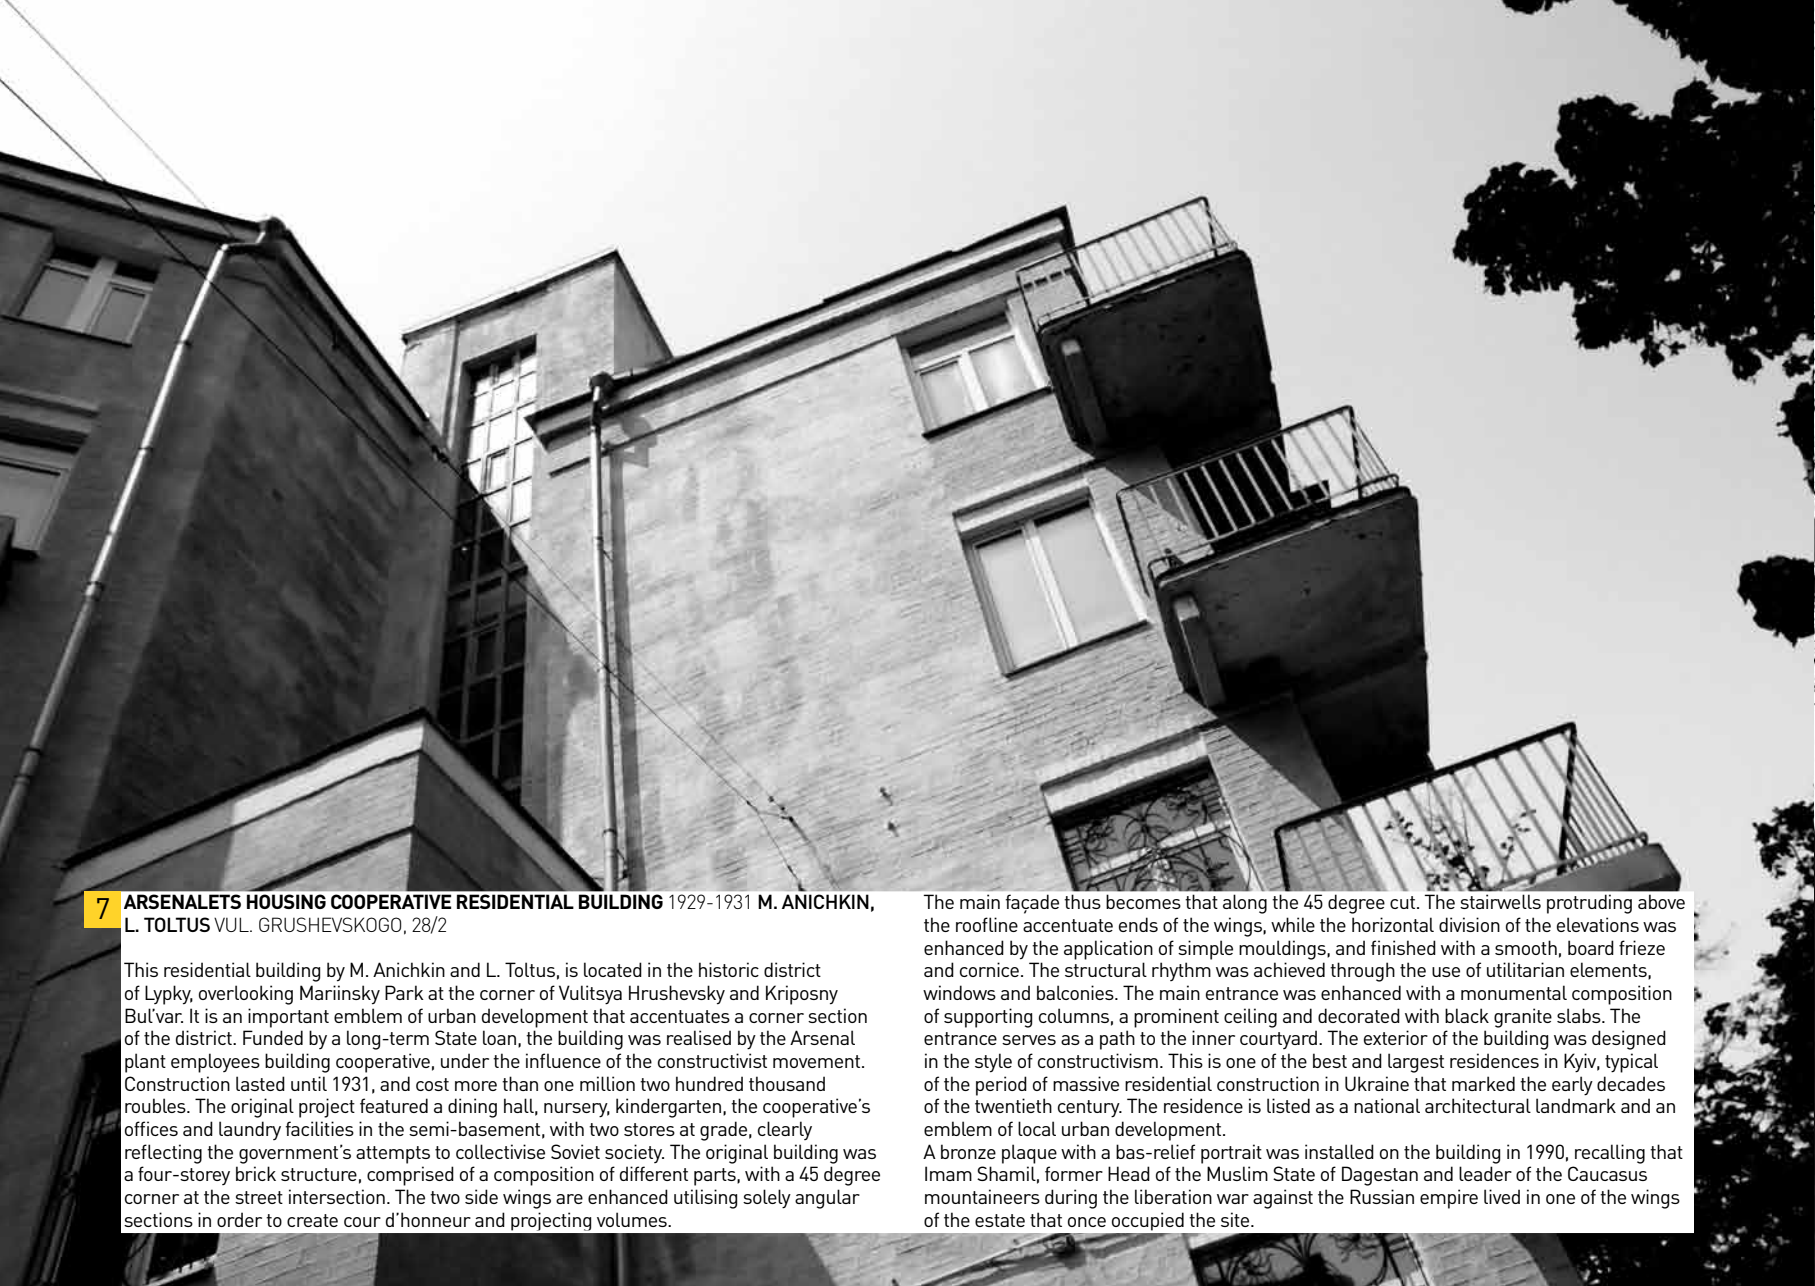 7
ARSENALETS HOUSING COOPERATIVE RESIDENTIAL BUILDING 1929-1931 M. ANICHKIN,
L. TOLTUS VUL. GRUSHEVSKOGO, 28/2
This residential building by M. Anichkin and L. Toltus, is located in the historic district
of Lypky, overlooking Mariinsky Park at the corner of Vulitsya Hrushevsky and Kriposny
Bul'var. It is an important emblem of urban development that accentuates a corner section
of the district. Funded by a long-term State loan, the building was realised by the Arsenal
plant employees building cooperative, under the influence of the constructivist movement.
Construction lasted until 1931, and cost more than one million two hundred thousand
roubles. The original project featured a dining hall, nursery, kindergarten, the cooperative's
offices and laundry facilities in the semi-basement, with two stores at grade, clearly
reflecting the government's attempts to collectivise Soviet society. The original building was
a four-storey brick structure, comprised of a composition of different parts, with a 45 degree
corner at the street intersection. The two side wings are enhanced utilising solely angular
sections in order to create cour d'honneur and projecting volumes.
The main façade thus becomes that along the 45 degree cut. The stairwells protruding above
the roofline accentuate ends of the wings, while the horizontal division of the elevations was
enhanced by the application of simple mouldings, and finished with a smooth, board frieze
and cornice. The structural rhythm was achieved through the use of utilitarian elements,
windows and balconies. The main entrance was enhanced with a monumental composition
of supporting columns, a prominent ceiling and decorated with black granite slabs. The
entrance serves as a path to the inner courtyard. The exterior of the building was designed
in the style of constructivism. This is one of the best and largest residences in Kyiv, typical
of the period of massive residential construction in Ukraine that marked the early decades
of the twentieth century. The residence is listed as a national architectural landmark and an
emblem of local urban development.
A bronze plaque with a bas-relief portrait was installed on the building in 1990, recalling that
Imam Shamil, former Head of the Muslim State of Dagestan and leader of the Caucasus
mountaineers during the liberation war against the Russian empire lived in one of the wings
of the estate that once occupied the site.